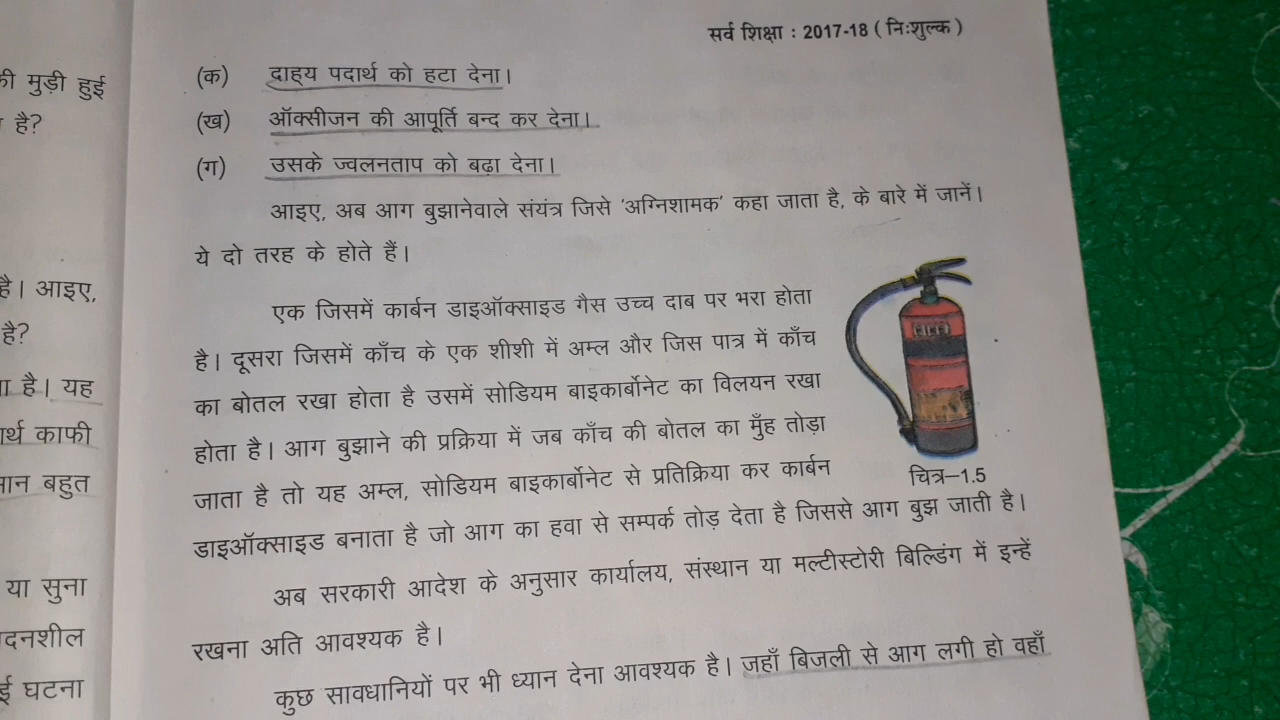 सर्व शिक्षा : 2017-18 ( निःशुल्क )
की मुड़ी हुई
है?
है। आइए,
है?
है। यह
काफी
बहुत
या सुना
घटना
(क) दाह्य पदार्थ को हटा देना।
(ख) ऑक्सीजन की आपूर्ति बन्द कर देना।
(ग) उसके ज्वलनताप को बढ़ा देना।
आइए, अब आग बुझानेवाले संयंत्र जिसे ‘अग्निशामक’ कहा जाता है, के बारे में जानें।
ये दो तरह के होते हैं।
एक जिसमें कार्बन डाइऑक्साइड गैस उच्च दाब पर भरा होता
है। दूसरा जिसमें काँच के एक शीशी में अम्ल और जिस पात्र में काँच
का बोतल रखा होता है उसमें सोडियम बाइकार्बोनेट का विलयन रखा
होता है। आग बुझाने की प्रक्रिया में जब काँच की बोतल का मुँह तोड़ा
जाता है तो यह अम्ल, सोडियम बाइकार्बोनेट से प्रतिक्रिया कर कार्बन
डाइऑक्साइड बनाता है जो आग का हवा से सम्पर्क तोड़ देता है जिससे आग बुझ जाती है।
FIRE
चित्र–1.5
अब सरकारी आदेश के अनुसार कार्यालय, संस्थान या मल्टीस्टोरी बिल्डिंग में इन्हें
रखना अति आवश्यक है।
कुछ सावधानियों पर भी ध्यान देना आवश्यक है। जहाँ बिजली से आग लगी हो वहाँ